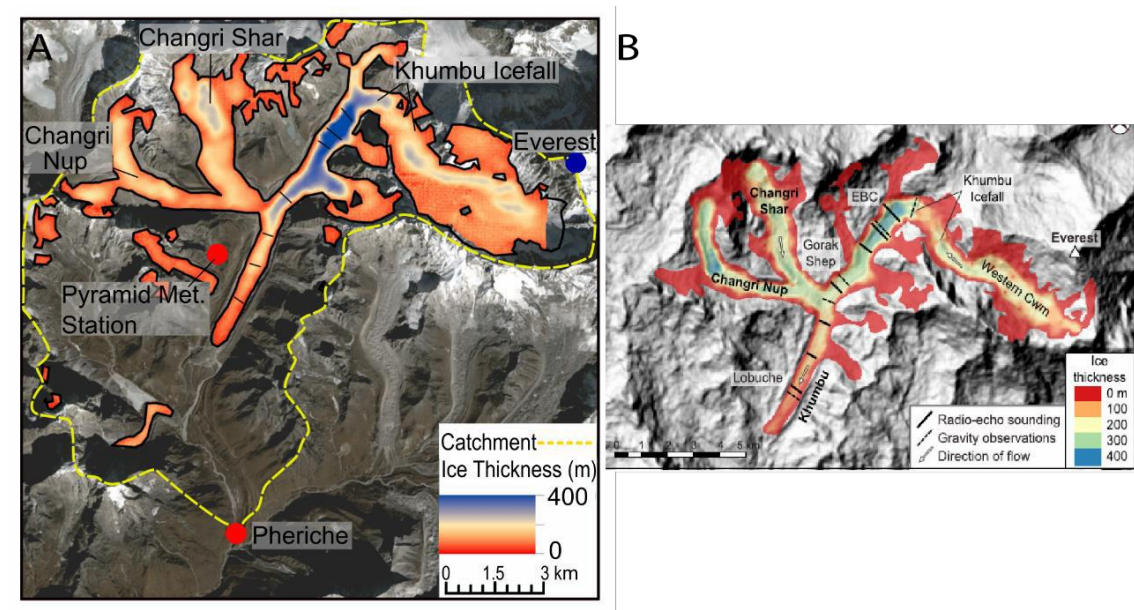 A
Changri Shar
Khumbu Icefall
Changri
Nup
Everest
Pyramid Met.
Station
Pheriche
Catchment
Ice Thickness (m)
400
0
0 1.5 3 km
B
Changri
Shar
EBC
Khumbu
Icefall
Gorak
Shep
Everest
Changri Nup
Western Cwm
Lobuche
Khumbu
Ice
thickness
0 m
100
200
300
400
Radio-echo sounding
Gravity observations
Direction of flow
0 1 2 3 4 5 km